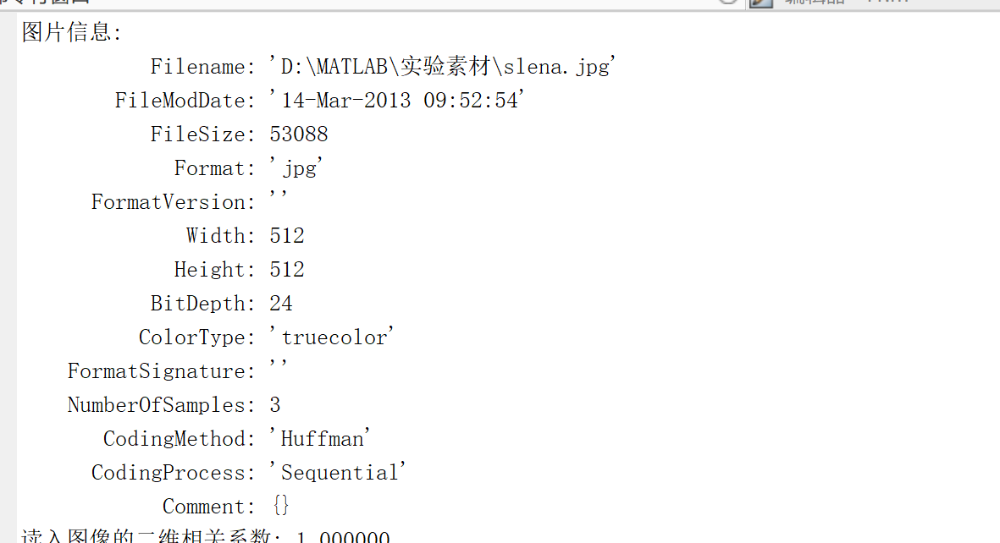 图片信息:
Filename: 'D:\MATLAB\实验素材\slena.jpg'
FileModDate: '14-Mar-2013 09:52:54'
FileSize: 53088
Format: 'jpg'
FormatVersion: ''
Width: 512
Height: 512
BitDepth: 24
ColorType: 'truecolor'
FormatSignature: ''
NumberOfSamples: 3
CodingMethod: 'Huffman'
CodingProcess: 'Sequential'
Comment: {}
读入图像的二维相关系数: 1.000000